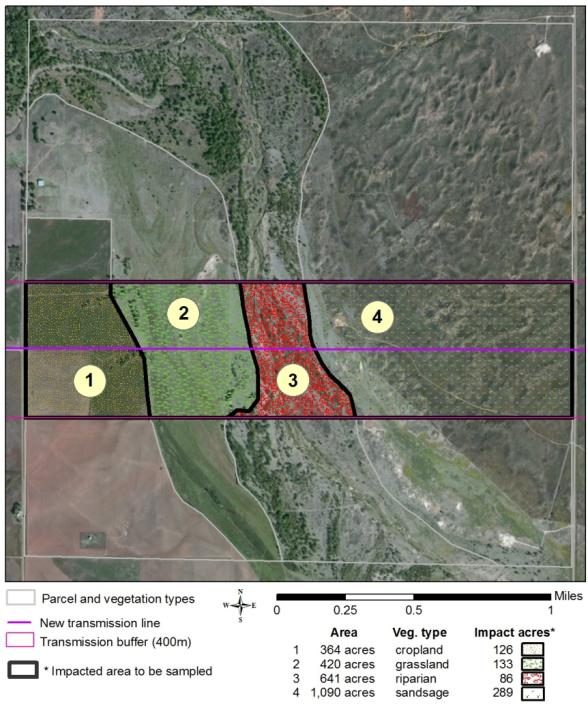 2
4
1
3
Parcel and vegetation types
New transmission line
Transmission buffer (400m)
* Impacted area to be sampled
N
W E
S
0 0.25 0.5 1 Miles
Area Veg. type Impact acres*
1 364 acres cropland 126
2 420 acres grassland 133
3 641 acres riparian 86
4 1,090 acres sandsage 289